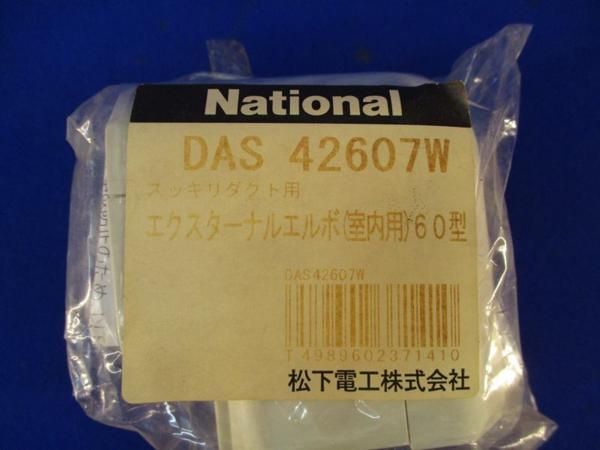 National
DAS 42607W
スッキリダクト用
エクスターナルエルボ(室内用)60型
DAS42607W
T4989602371410
松下電工株式会社